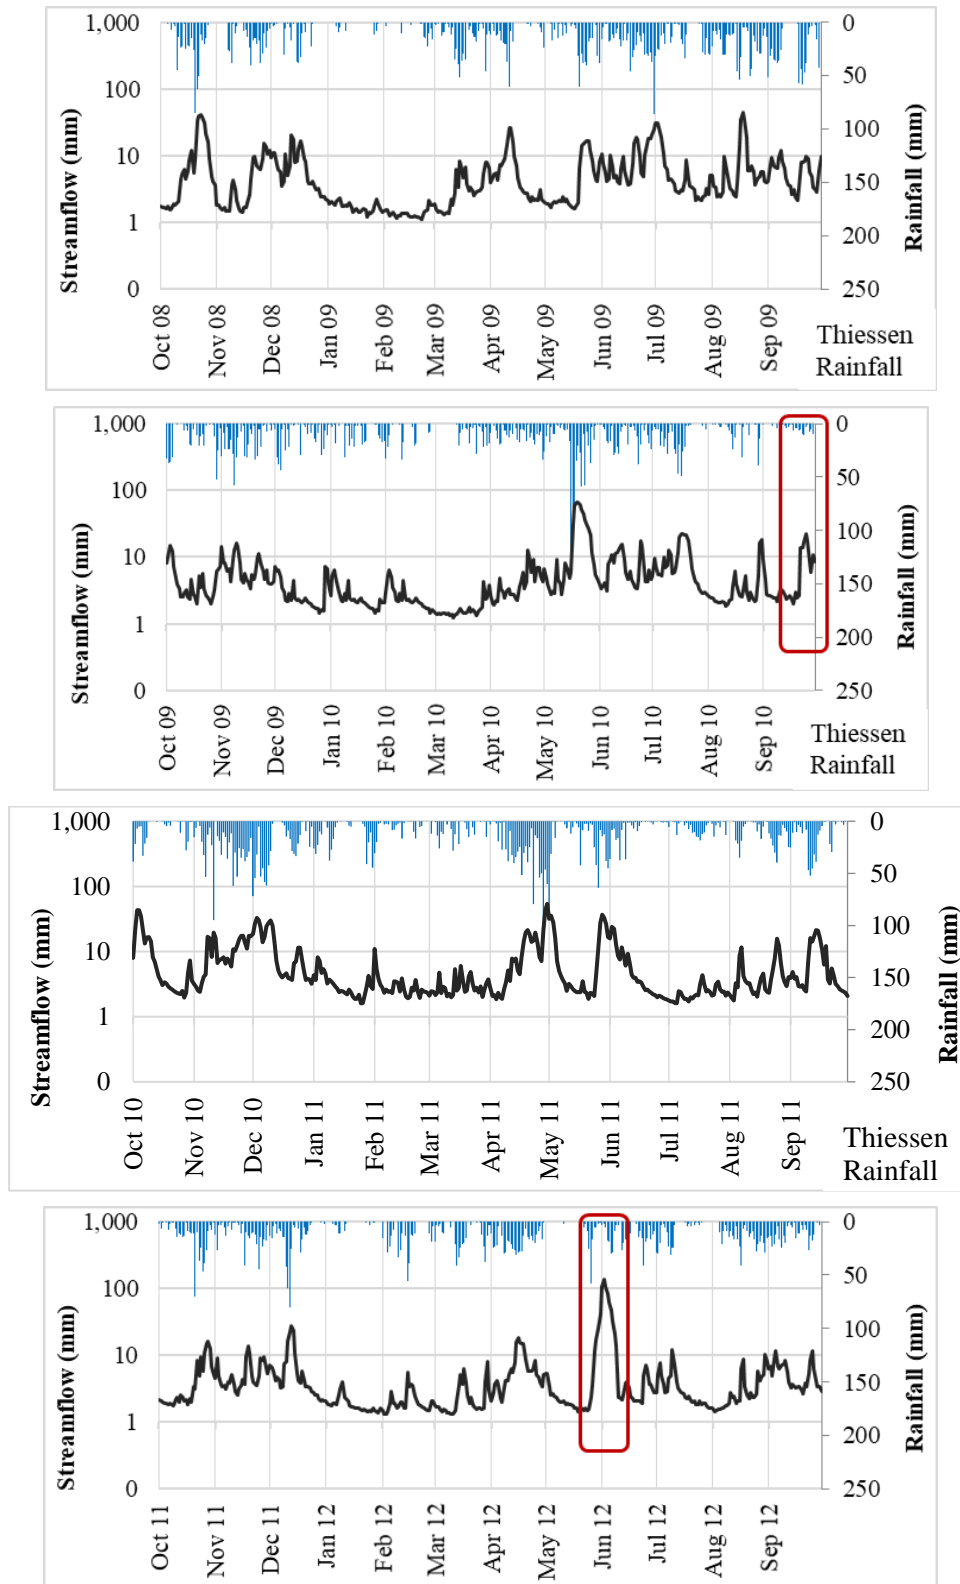 1,000
100
10
1
0
Streamflow (mm)
0
50
100
150
200
250
Rainfall (mm)
Oct 08
Nov 08
Dec 08
Jan 09
Feb 09
Mar 09
Apr 09
May 09
Jun 09
Jul 09
Aug 09
Sep 09
Thiessen
Rainfall
1,000
100
10
1
0
Streamflow (mm)
0
50
100
150
200
250
Rainfall (mm)
Oct 09
Nov 09
Dec 09
Jan 10
Feb 10
Mar 10
Apr 10
May 10
Jun 10
Jul 10
Aug 10
Sep 10
Thiessen
Rainfall
1,000
100
10
1
0
Streamflow (mm)
0
50
100
150
200
250
Rainfall (mm)
Oct 10
Nov 10
Dec 10
Jan 11
Feb 11
Mar 11
Apr 11
May 11
Jun 11
Jul 11
Aug 11
Sep 11
Thiessen
Rainfall
1,000
100
10
1
0
Streamflow (mm)
0
50
100
150
200
250
Rainfall (mm)
Oct 11
Nov 11
Dec 11
Jan 12
Feb 12
Mar 12
Apr 12
May 12
Jun 12
Jul 12
Aug 12
Sep 12